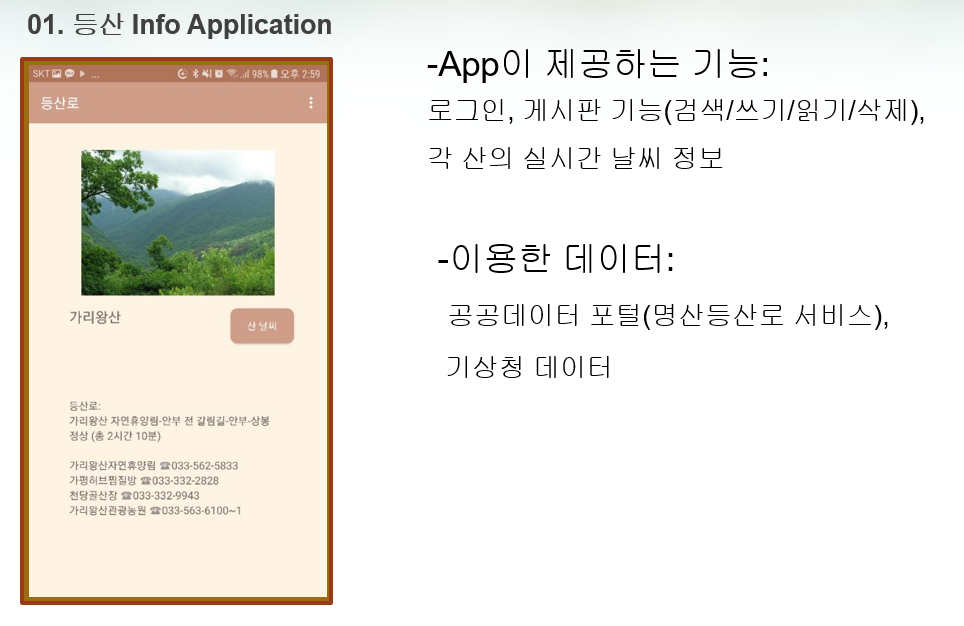 01. 등산 Info Application
SKT ... 98% 오후 2:59
등산로
가리왕산
산 날씨
등산로:
가리왕산 자연휴양림-안부 전 갈림길-안부-상봉
정상 (총 2시간 10분)
가리왕산자연휴양림 ☎033-562-5833
가평허브찜질방 ☎033-332-2828
천당골산장 ☎033-332-9943
가리왕산관광농원 ☎033-563-6100~1
-App이 제공하는 기능:
로그인, 게시판 기능(검색/쓰기/읽기/삭제),
각 산의 실시간 날씨 정보
-이용한 데이터:
공공데이터 포털(명산등산로 서비스),
기상청 데이터